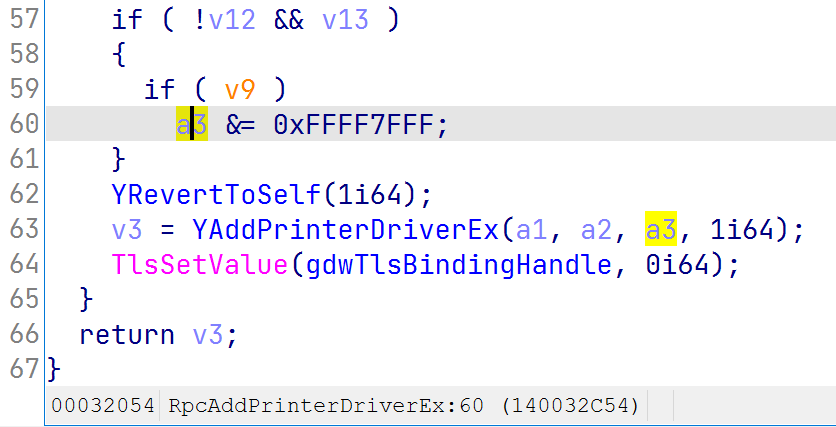 57 if ( !v12 && v13 )
58 {
59 if ( v9 )
60 a3 &= 0xFFFF7FFF;
61 }
62 YRevertToSelf(1i64);
63 v3 = YAddPrinterDriverEx(a1, a2, a3, 1i64);
64 TlsSetValue(gdwTlsBindingHandle, 0i64);
65 }
66 return v3;
67 }
00032054 RpcAddPrinterDriverEx:60 (140032C54)